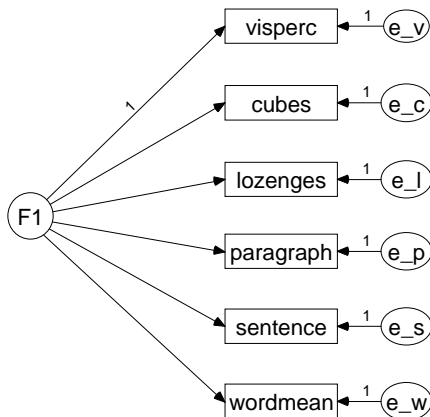 visperc
1
e_v
1
cubes
1
e_c
lozenges
1
e_l
F1
paragraph
1
e_p
sentence
1
e_s
wordmean
1
e_w